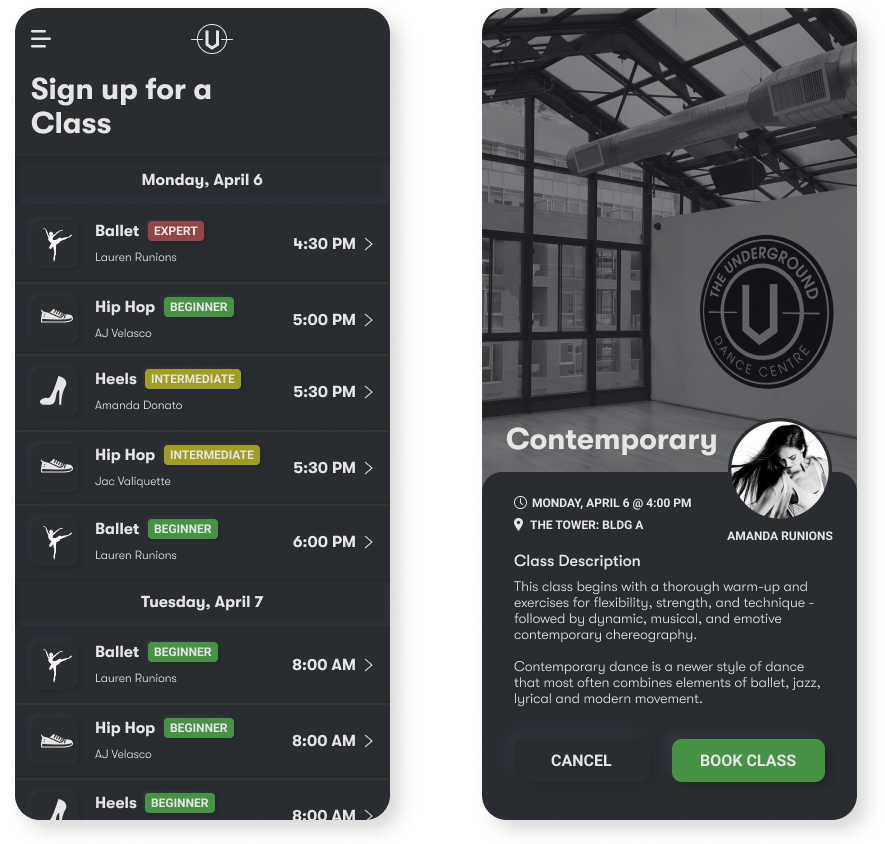 Sign up for a
Class
Monday, April 6
Ballet EXPERT
Lauren Runions
4:30 PM
Hip Hop BEGINNER
AJ Velasco
5:00 PM
Heels INTERMEDIATE
Amanda Donato
5:30 PM
Hip Hop INTERMEDIATE
Jac Valiquette
5:30 PM
Ballet BEGINNER
Lauren Runions
6:00 PM
Tuesday, April 7
Ballet BEGINNER
Lauren Runions
8:00 AM
Hip Hop BEGINNER
AJ Velasco
8:00 AM
Heels BEGINNER
8:00 AM
THE UNDERGROUND
U
DANCE CENTRE
Contemporary
MONDAY, APRIL 6 @ 4:00 PM
THE TOWER: BLDG A
AMANDA RUNIONS
Class Description
This class begins with a thorough warm-up and
exercises for flexibility, strength, and technique -
followed by dynamic, musical, and emotive
contemporary chereography.
Contemporary dance is a newer style of dance
that most often combines elements of ballet, jazz,
lyrical and modern movement.
CANCEL
BOOK CLASS